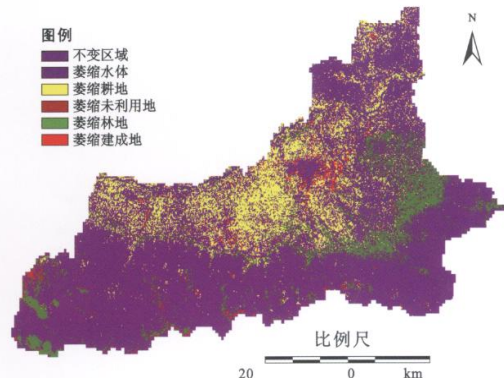 N
图例
不变区域
萎缩水体
萎缩耕地
萎缩未利用地
萎缩林地
萎缩建成地
比例尺
20 0 km